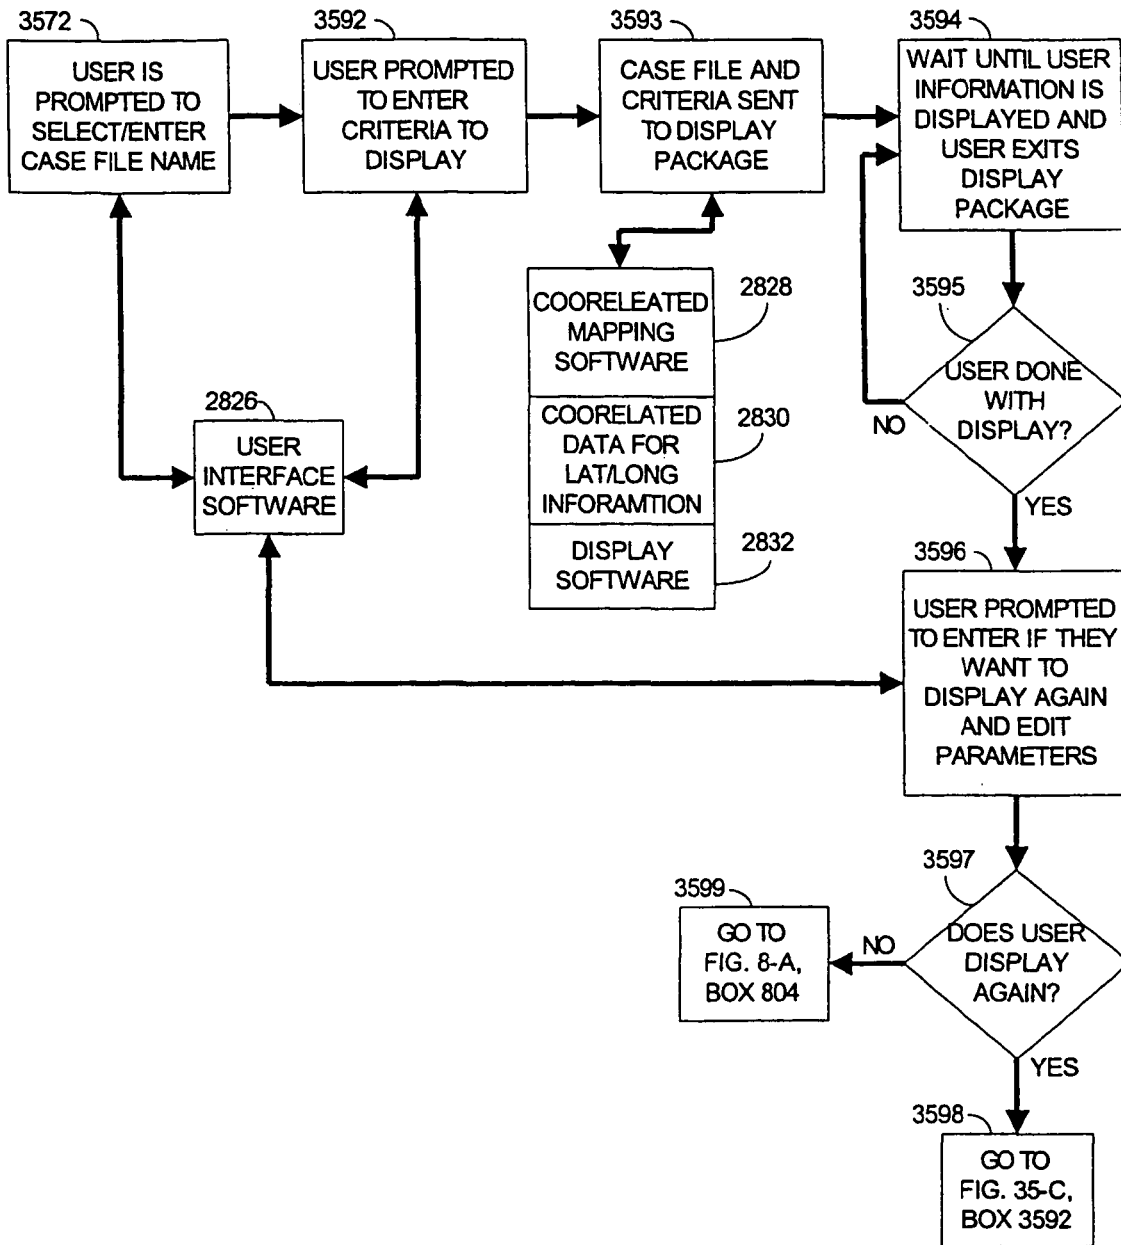 3572
USER IS
PROMPTED TO
SELECT/ENTER
CASE FILE NAME
3592
USER PROMPTED
TO ENTER
CRITERIA TO
DISPLAY
3593
CASE FILE AND
CRITERIA SENT
TO DISPLAY
PACKAGE
3594
WAIT UNTIL USER
INFORMATION IS
DISPLAYED AND
USER EXITS
DISPLAY
PACKAGE
2826
USER
INTERFACE
SOFTWARE
COORELEATED
MAPPING
SOFTWARE
2828
COORELATED
DATA FOR
LAT/LONG
INFORAMTION
2830
DISPLAY
SOFTWARE
2832
3595
USER DONE
WITH
DISPLAY?
NO
YES
3596
USER PROMPTED
TO ENTER IF THEY
WANT TO
DISPLAY AGAIN
AND EDIT
PARAMETERS
3597
DOES USER
DISPLAY
AGAIN?
NO
3599
GO TO
FIG. 8-A,
BOX 804
YES
3598
GO TO
FIG. 35-C,
BOX 3592